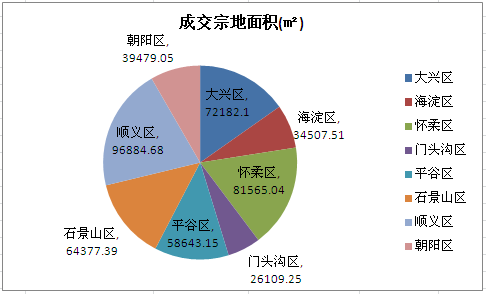 成交宗地面积(m²)
朝阳区,
39479.05
大兴区,
72182.1
海淀区,
34507.51
顺义区,
96884.68
怀柔区,
81565.04
石景山区,
64377.39
平谷区,
58643.15
门头沟区,
26109.25
大兴区
海淀区
怀柔区
门头沟区
平谷区
石景山区
顺义区
朝阳区